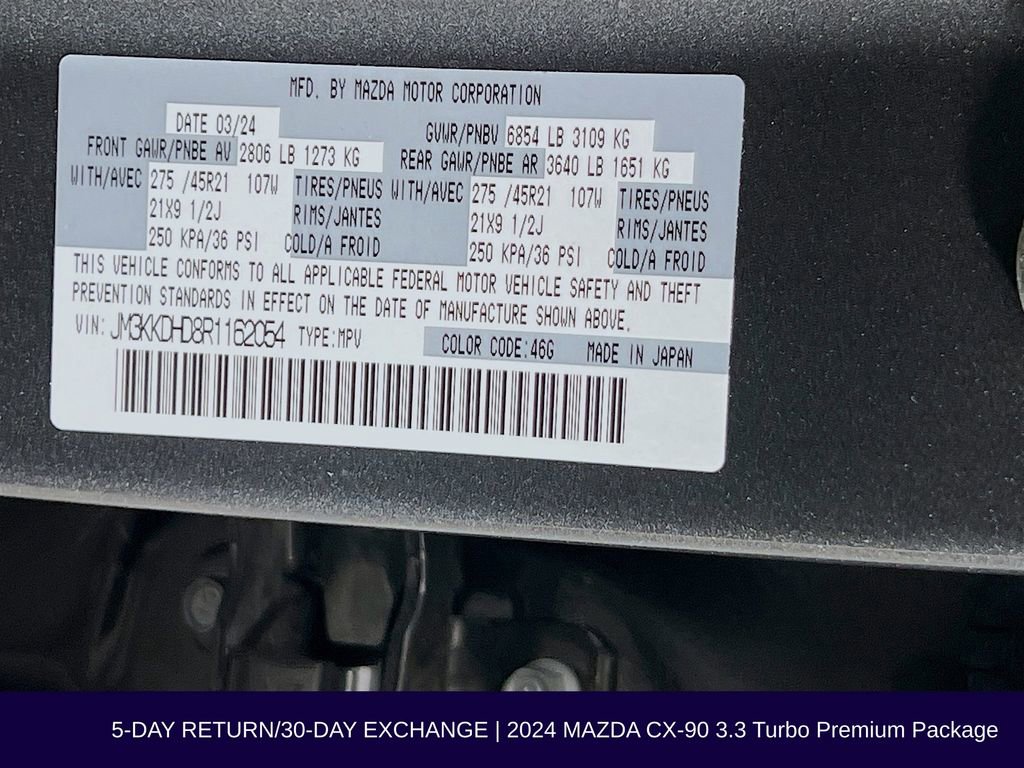 MFD. BY MAZDA MOTOR CORPORATION
DATE 03/24
GVWR/PNBV 6854 LB 3109 KG
FRONT GAWR/PNBE AV 2806 LB 1273 KG REAR GAWR/PNBE AR 3640 LB 1651 KG
WITH/AVEC 275 /45R21 107W TIRES/PNEUS WITH/AVEC 275 /45R21 107W TIRES/PNEUS
21X9 1/2J RIMS/JANTES 21X9 1/2J RIMS/JANTES
250 KPA/36 PSI COLD/A FROID 250 KPA/36 PSI COLD/A FROID
THIS VEHICLE CONFORMS TO ALL APPLICABLE FEDERAL MOTOR VEHICLE SAFETY AND THEFT
PREVENTION STANDARDS IN EFFECT ON THE DATE OF MANUFACTURE SHOWN ABOVE.
VIN: JM3KKDHD8R1162054 TYPE:MPV COLOR CODE:46G MADE IN JAPAN
5-DAY RETURN/30-DAY EXCHANGE | 2024 MAZDA CX-90 3.3 Turbo Premium Package